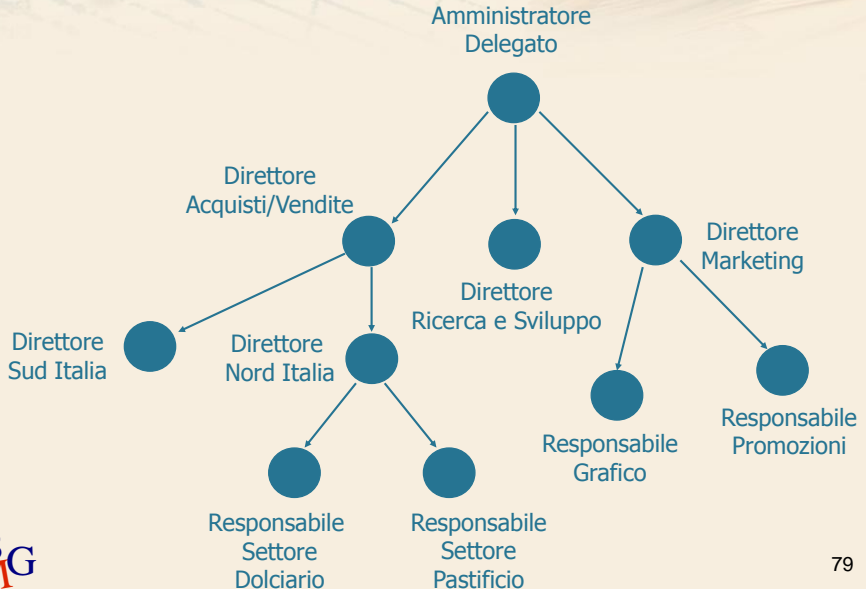 Amministratore
Delegato
Direttore
Acquisti/Vendite
Direttore
Marketing
Direttore
Ricerca e Sviluppo
Direttore
Sud Italia
Direttore
Nord Italia
Responsabile
Grafico
Responsabile
Promozioni
Responsabile
Settore
Dolciario
Responsabile
Settore
Pastificio
G
79